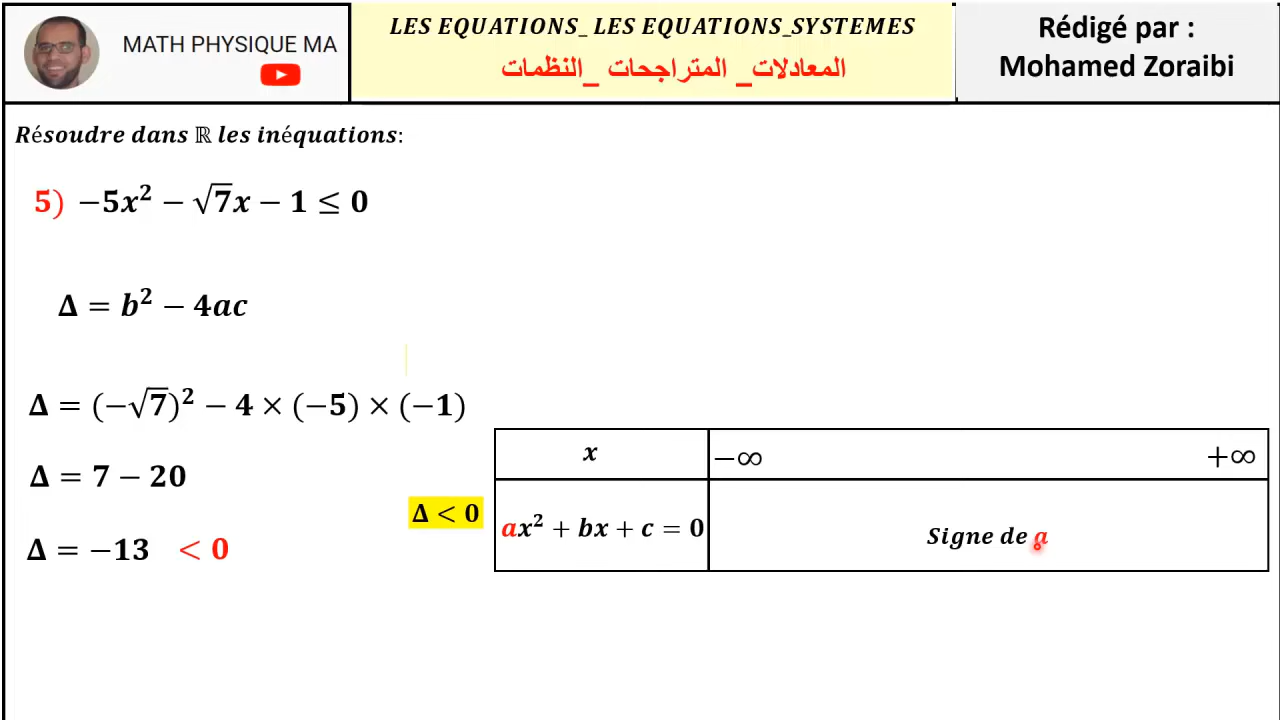 MATH PHYSIQUE MA
LES EQUATIONS_ LES EQUATIONS_SYSTEMES
المعادلات_ المتراجحات _النظمات
Rédigé par :
Mohamed Zoraibi
Résoudre dans ℝ les inéquations:
5) −5x² − √7x − 1 ≤ 0
Δ = b² − 4ac
Δ = (−√7)² − 4 × (−5) × (−1)
Δ = 7 − 20
Δ = −13 < 0
Δ < 0
x −∞ +∞
ax² + bx + c = 0 Signe de a